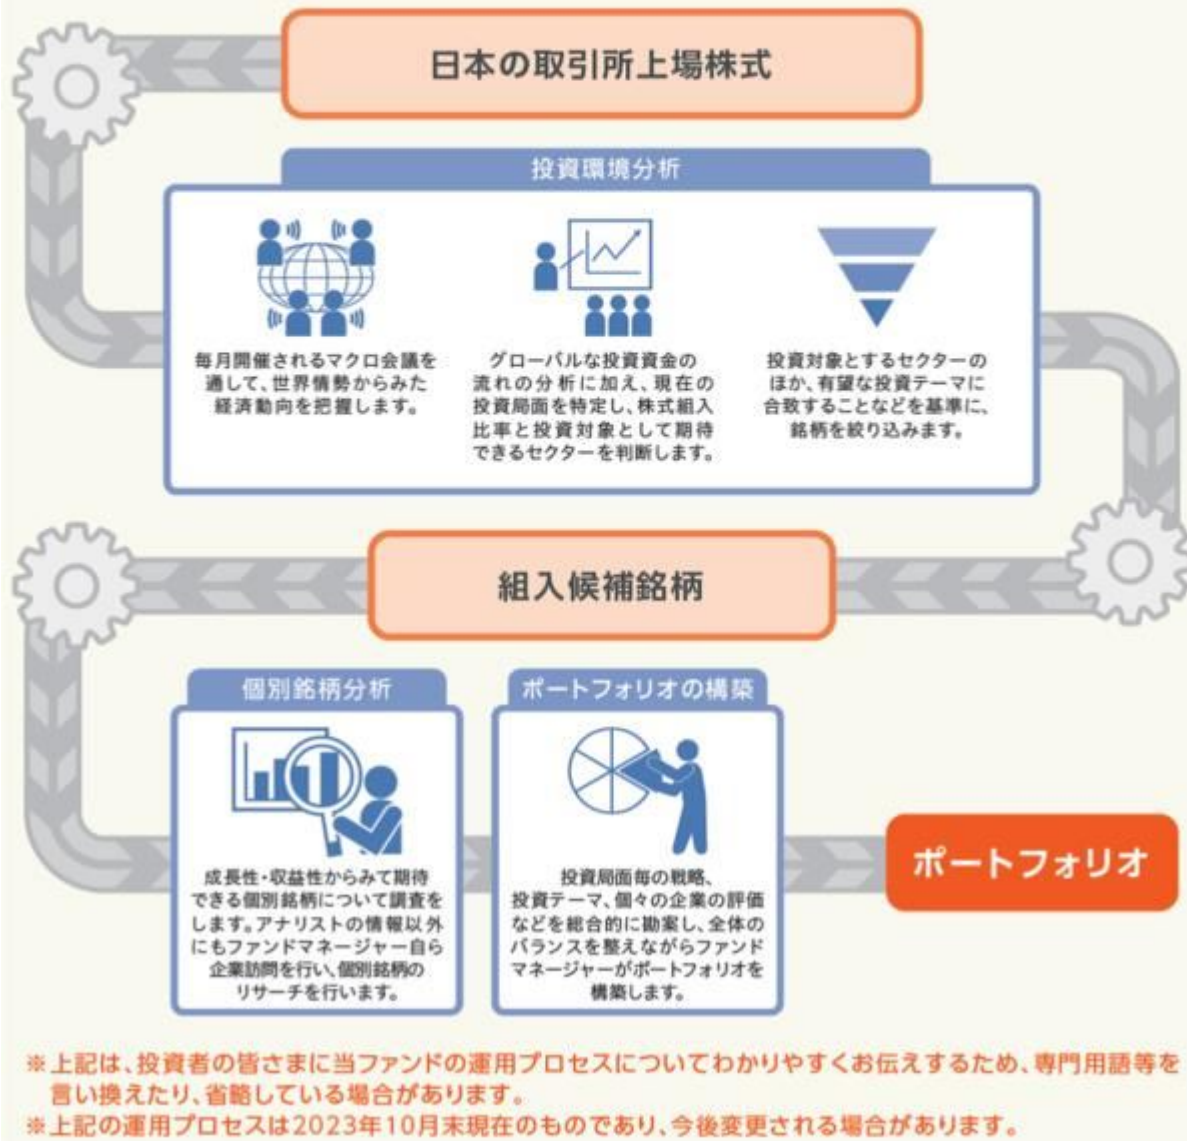 日本の取引所上場株式
投資環境分析
毎月開催されるマクロ会議を
通して、世界情勢からみた
経済動向を把握します。
グローバルな投資資金の
流れの分析に加え、現在の
投資局面を特定し、株式組入
比率と投資対象として期待
できるセクターを判断します。
投資対象とするセクターの
ほか、有望な投資テーマに
合致することなどを基準に、
銘柄を絞り込みます。
組入候補銘柄
個別銘柄分析
成長性・収益性からみて期待
できる個別銘柄について調査を
します。アナリストの情報以外
にもファンドマネージャー自ら
企業訪問を行い、個別銘柄の
リサーチを行います。
ポートフォリオの構築
投資局面毎の戦略、
投資テーマ、個々の企業の評価
などを総合的に勘案し、全体の
バランスを整えながらファンド
マネージャーがポートフォリオを
構築します。
ポートフォリオ
※上記は、投資者の皆さまに当ファンドの運用プロセスについてわかりやすくお伝えするため、専門用語等を
言い換えたり、省略している場合があります。
※上記の運用プロセスは2023年10月末現在のものであり、今後変更される場合があります。